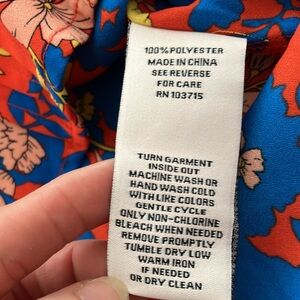 100% POLYESTER
MADE IN CHINA
SEE REVERSE
FOR CARE
RN 103715
TURN GARMENT
INSIDE OUT
MACHINE WASH OR
HAND WASH COLD
WITH LIKE COLORS
GENTLE CYCLE
ONLY NON-CHLORINE
BLEACH WHEN NEEDED
REMOVE PROMPTLY
TUMBLE DRY LOW
WARM IRON
IF NEEDED
OR DRY CLEAN